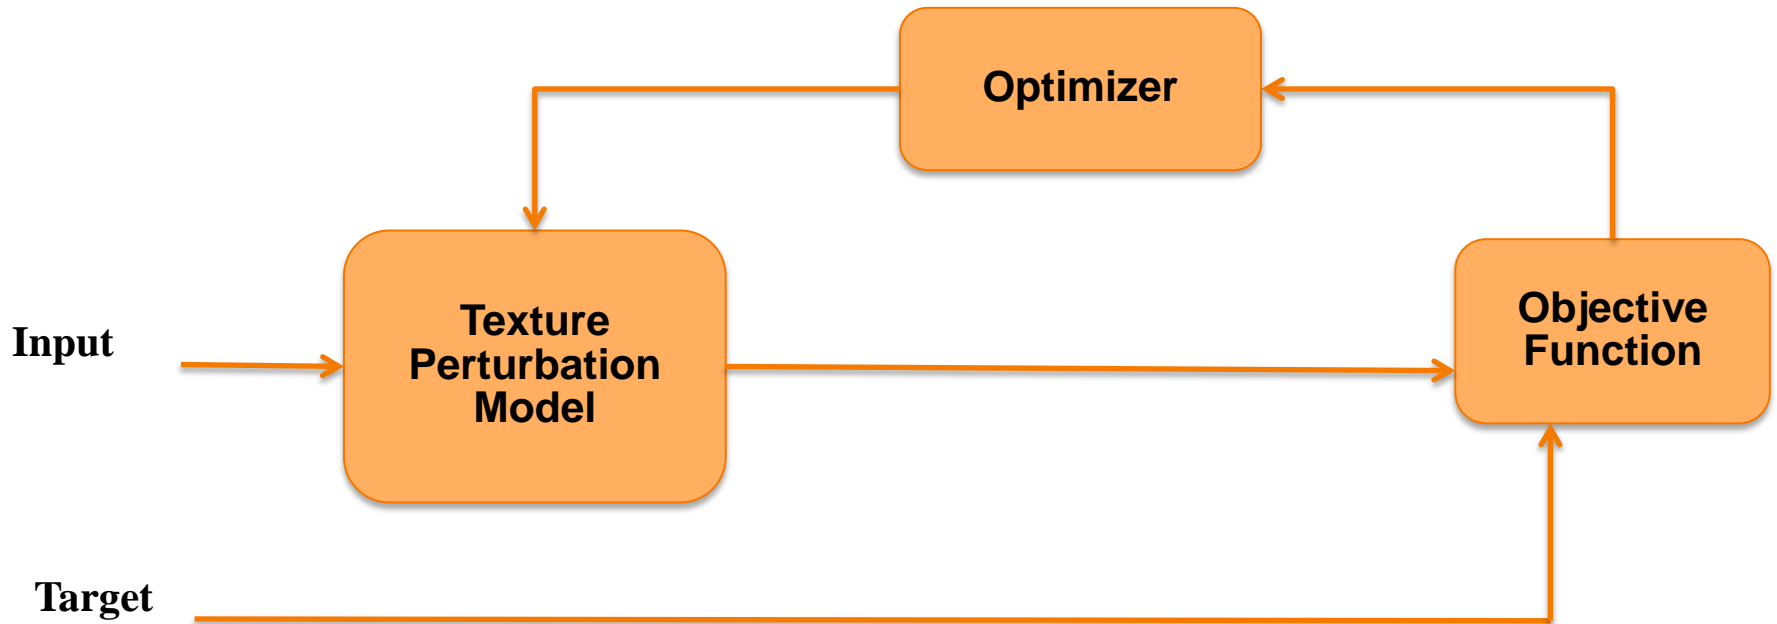 Optimizer
Texture
Perturbation
Model
Objective
Function
Input
Target